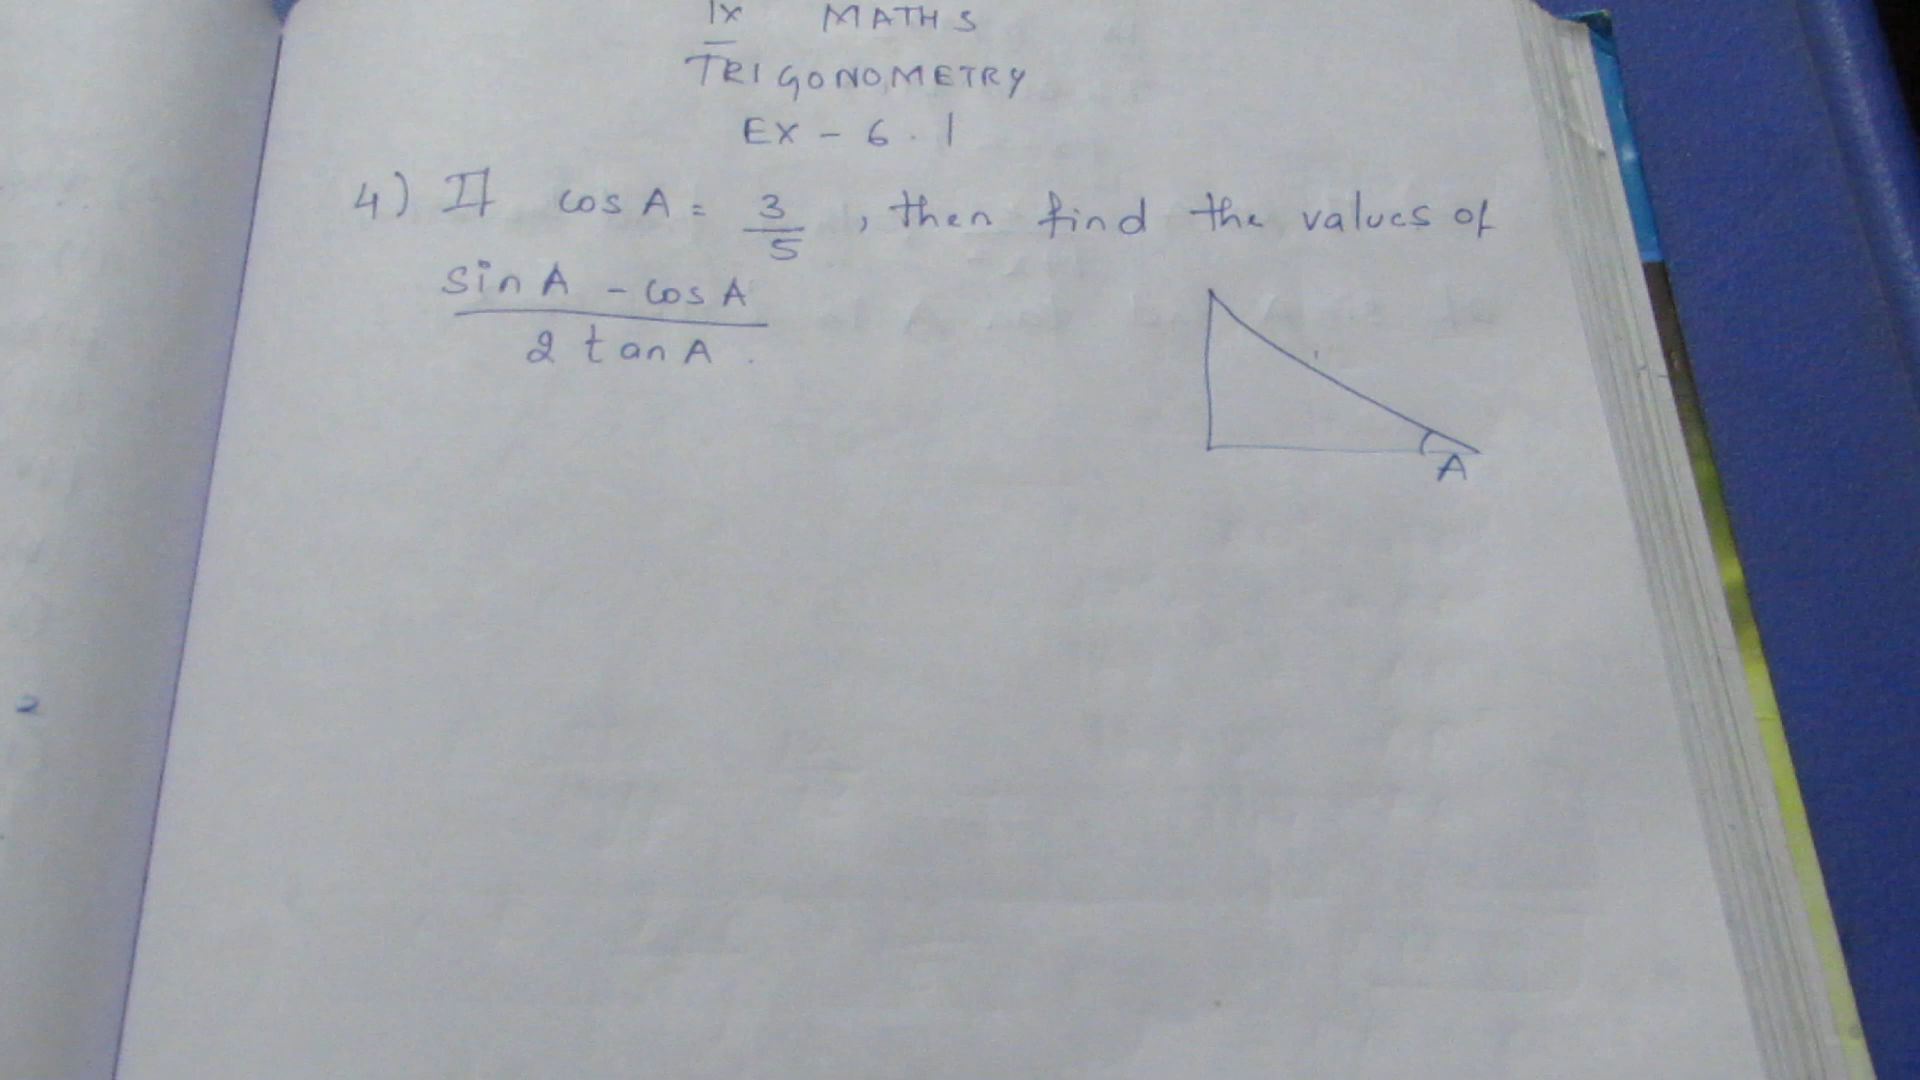 IX MATHS
TRIGONOMETRY
EX - 6.1
4) If cos A = 3/5, then find the values of
sin A - cos A
2 tan A.
A
2